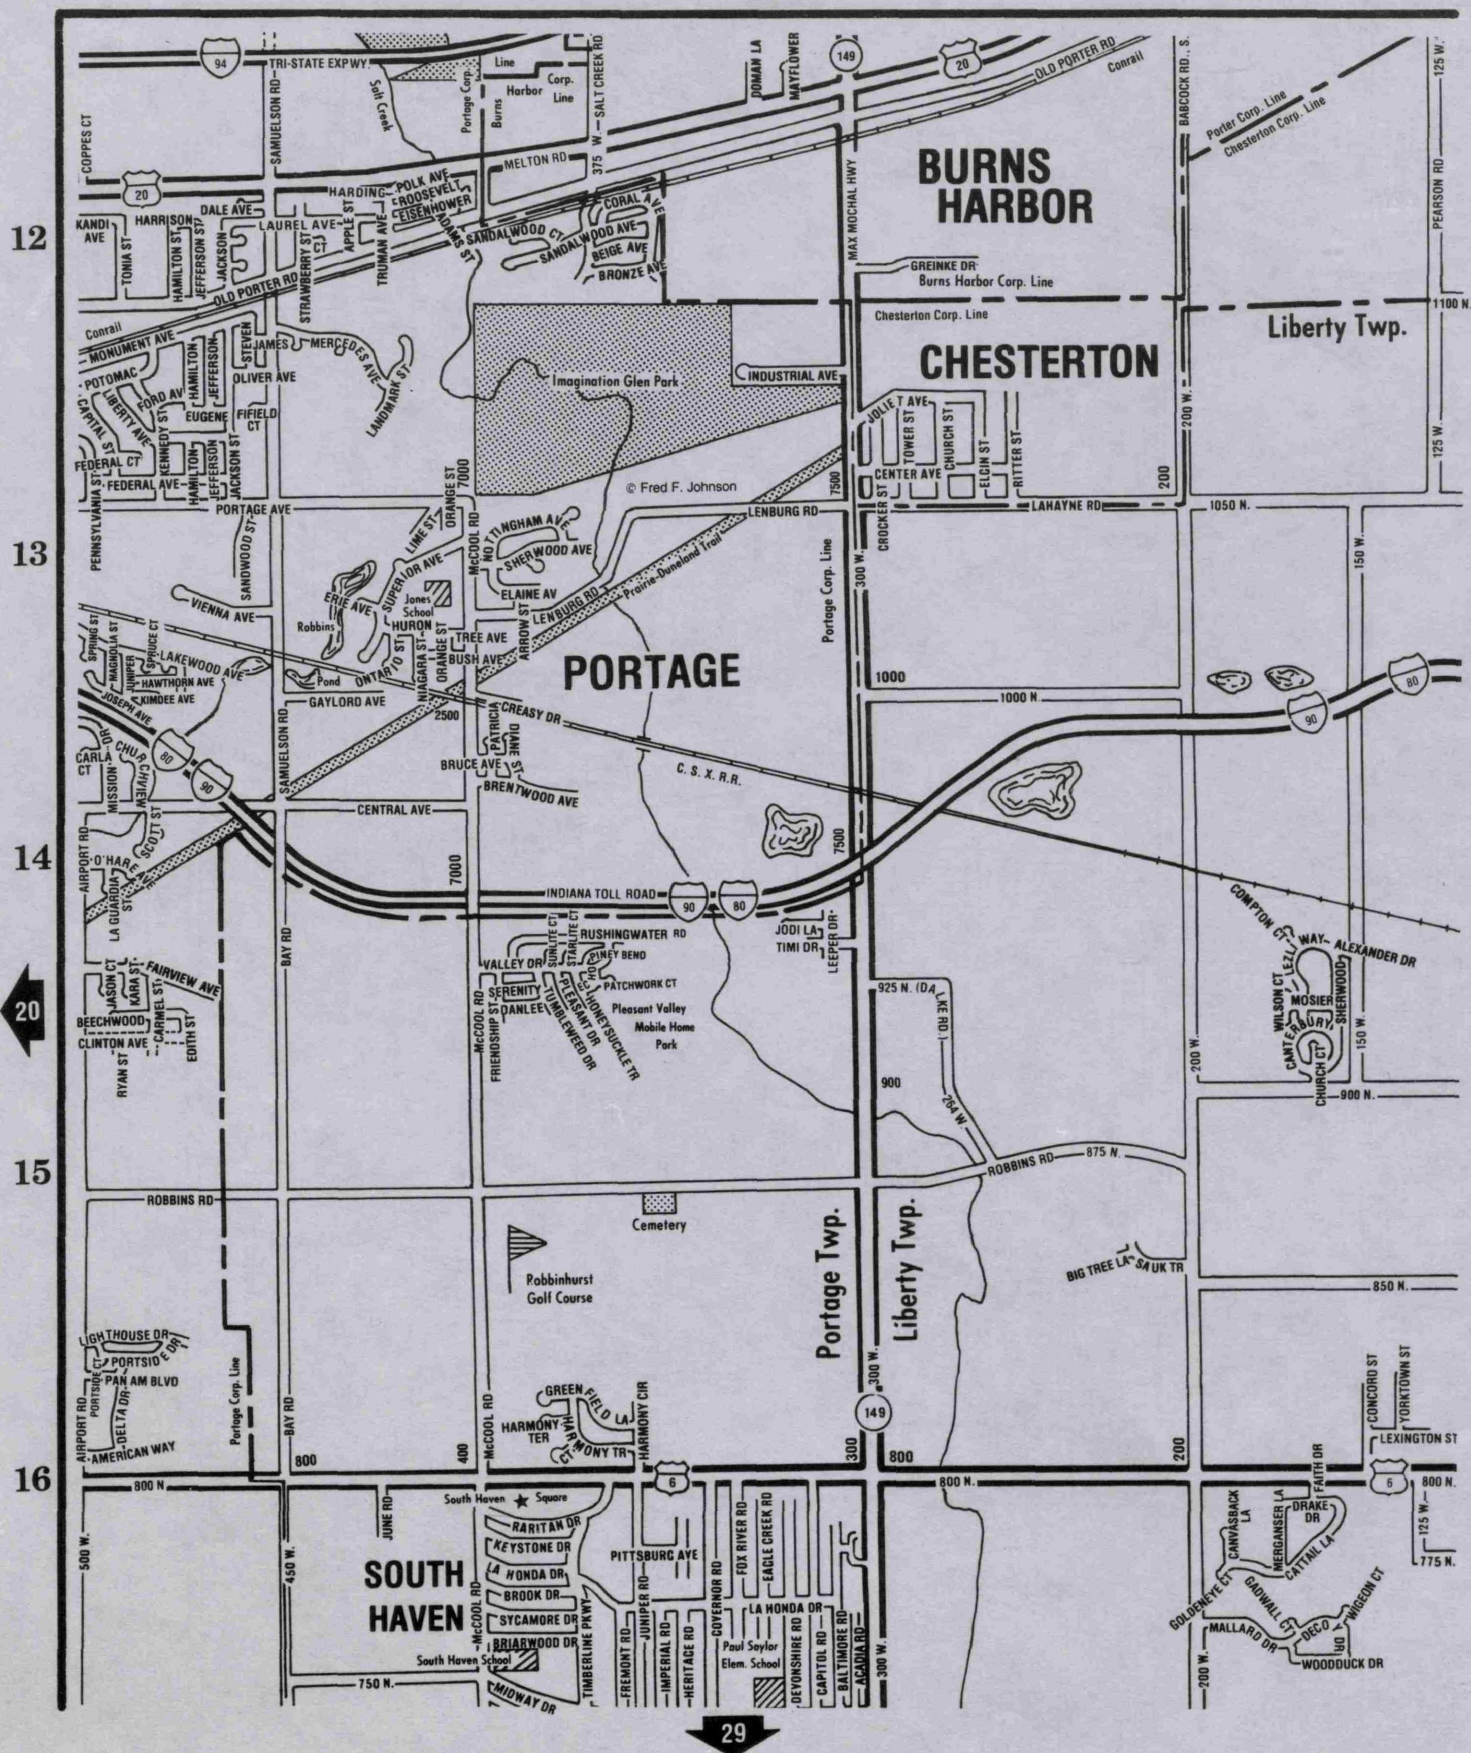 94
TRI-STATE EXPWY.
Line
Harbor
Corp.
Line
Portage Corp.
Burns
Salt Creek
SAMUELSON RD
COPPES CT
375 W. — SALT CREEK RD
DOMAN LA
MAYFLOWER
149
20
OLD PORTER RD
Conrail
BABCOCK RD., S.
125 W.
Porter Corp. Line
Chesterton Corp. Line
PEARSON RD
20
MELTON RD
HARDING
POLK AVE
ROOSEVELT
EISENHOWER
12
KANDI
AVE
HARRISON
DALE AVE
LAUREL AVE
TONIA ST
HAMILTON ST
JEFFERSON ST
JACKSON
STRAWBERRY ST
CT
APPLE ST
TRUMAN AVE
ADAMS ST
SANDALWOOD CT
SANDALWOOD AVE
CORAL AVE
BEIGE AVE
BRONZE AVE
MAX MOCHAL HWY
BURNS
HARBOR
GREINKE DR
Burns Harbor Corp. Line
Chesterton Corp. Line
1100 N.
Liberty Twp.
OLD PORTER RD
Conrail
MONUMENT AVE
POTOMAC
LIBERTY AVE
CAPITAL ST
FORD AV
KENNEDY ST
HAMILTON
JEFFERSON
STEVEN
JAMES
MERCEDES AVE
OLIVER AVE
LANDMARK ST
EUGENE
FIFIELD
CT
FEDERAL CT
FEDERAL AVE
HAMILTON
JEFFERSON
JACKSON ST
PENNSYLVANIA ST
PORTAGE AVE
Imagination Glen Park
INDUSTRIAL AVE
CHESTERTON
JOLIET AVE
TOWER ST
CHURCH ST
ELGIN ST
RITTER ST
CENTER AVE
CROCKER ST
200 W.
125 W.
© Fred F. Johnson
7000
7500
200
LENBURG RD
LAHAYNE RD
1050 N.
13
SANDWOOD ST
LIME ST
ORANGE ST
McCOOL RD
NOTTINGHAM AVE
SHERWOOD AVE
SUPERIOR AVE
ERIE AVE
Robbins
Pond
Jones
School
HURON
ELAINE AV
LENBURG RD
Prairie-Duneland Trail
Portage Corp. Line
300 W.
150 W.
VIENNA AVE
SPRING ST
MAGNOLIA ST
JUNIPER
SPRUCE CT
LAKEWOOD AVE
HAWTHORN AVE
KIMDEE AVE
JOSEPH AVE
ONTARIO ST
NIAGARA ST
ORANGE ST
TREE AVE
BUSH AVE
ARROW ST
GAYLORD AVE
2500
CREASY DR
PORTAGE
1000
1000 N
90
80
CARLA
CT
MISSION
DR
CHURCHVIEW
SCOTT ST
80
90
SAMUELSON RD
PATRICIA
DIANE ST
BRUCE AVE
BRENTWOOD AVE
CENTRAL AVE
C. S. X. R.R.
14
AIRPORT RD
O'HARE AVE
LA GUARDIA
ST
7000
7500
INDIANA TOLL ROAD
90
80
BAY RD
JODI LA
TIMI DR
LEEPER DR
RUSHINGWATER RD
SUNLITE CT
STARLITE CT
VALLEY DR
PINEY BEND
PATCHWORK CT
SERENITY
DANLEE
TUMBLEWEED DR
PLEASANT DR
HONEYSUCKLE TR
Pleasant Valley
Mobile Home
Park
McCOOL RD
FRIENDSHIP ST
FAIRVIEW AVE
JASON CT
KARA ST
CARMEL ST
BEECHWOOD
CLINTON AVE
EDITH ST
RYAN ST
20
925 N. (DA
LKE RD.)
900
264 W.
COMPTON CT
LEZLI
WAY
ALEXANDER DR
WILSON CT
MOSIER
SHERWOOD
CANTERBURY
CHURCH CT
150 W.
200 W.
900 N.
15
ROBBINS RD
ROBBINS RD
875 N.
Cemetery
Robbinhurst
Golf Course
Portage Twp.
Liberty Twp.
BIG TREE LA
SAUK TR
850 N.
LIGHTHOUSE DR
PORTSIDE DR
PORTSIDE CT
PAN AM BLVD
DELTA DR
AMERICAN WAY
AIRPORT RD
Portage Corp. Line
BAY RD
McCOOL RD
GREENFIELD LA
HARMONY
TER
HARMONY TR
CT
HARMONY CIR
300 W.
149
CONCORD ST
YORKTOWN ST
LEXINGTON ST
16
800
400
300
800
200
800 N
6
800 N.
6
800 N.
South Haven
Square
JUNE RD
500 W.
450 W.
SOUTH
HAVEN
McCOOL RD
RARITAN DR
KEYSTONE DR
LA HONDA DR
BROOK DR
SYCAMORE DR
BRIARWOOD DR
South Haven School
MIDWAY DR
750 N.
TIMBERLINE PKWY
PITTSBURG AVE
FREMONT RD
JUNIPER RD
IMPERIAL RD
HERITAGE RD
GOVERNOR RD
FOX RIVER RD
EAGLE CREEK RD
LA HONDA DR
Paul Saylor
Elem. School
DEVONSHIRE RD
CAPITOL RD
BALTIMORE RD
ACADIA RD
300 W.
FAITH DR
CANVASBACK
LA
MERGANSER LA
DRAKE
DR
CATTAIL LA
GOLDENEYE CT
GADWALL CT
MALLARD DR
DECOY DR
WIGEON CT
WOODDUCK DR
125 W.
775 N.
200 W.
29